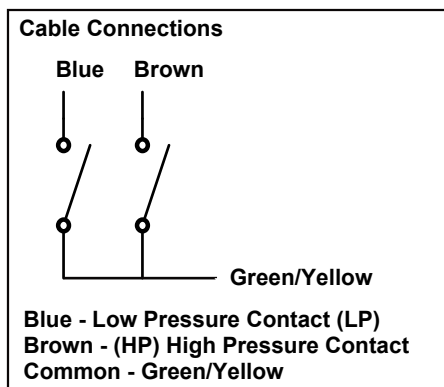 Cable Connections
Blue Brown
Green/Yellow
Blue - Low Pressure Contact (LP)
Brown - (HP) High Pressure Contact
Common - Green/Yellow